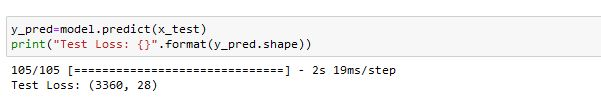 y_pred=model.predict(x_test)
print("Test Loss: {}".format(y_pred.shape))
105/105 [==============================] - 2s 19ms/step
Test Loss: (3360, 28)